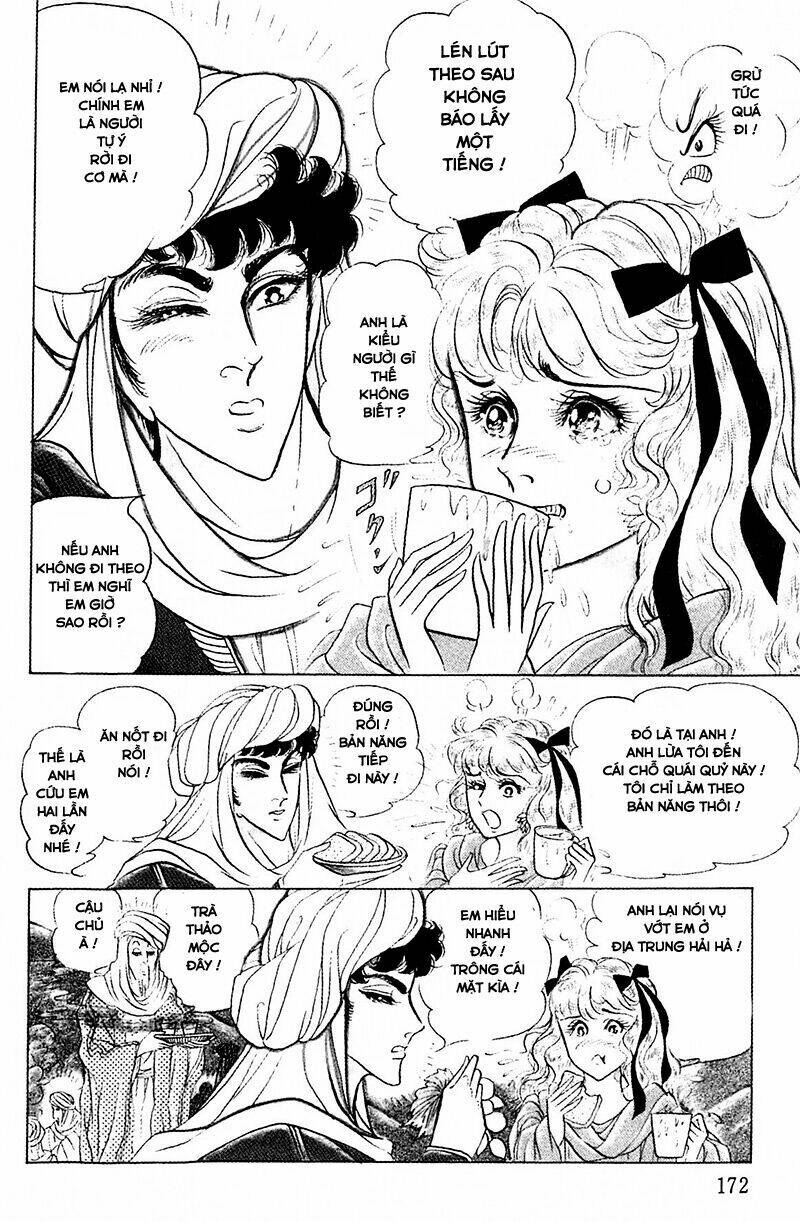 GRỪ
TỨC
QUÁ
ĐI !
LÉN LÚT
THEO SAU
KHÔNG
BÁO LẤY
MỘT
TIẾNG !
EM NÓI LẠ NHỈ !
CHÍNH EM
LÀ NGƯỜI
TỰ Ý
RỜI ĐI
CƠ MÀ !
ANH LÀ
KIỂU
NGƯỜI GÌ
THẾ
KHÔNG
BIẾT ?
ゴクン
NẾU ANH
KHÔNG ĐI THEO
THÌ EM NGHĨ
EM GIỜ
SAO RỒI ?
ĐÓ LÀ TẠI ANH !
ANH LỪA TÔI ĐẾN
CÁI CHỖ QUÁI QUỶ NÀY !
TÔI CHỈ LÀM THEO
BẢN NĂNG THÔI !
ĐÚNG
RỒI !
BẢN NĂNG
TIẾP
ĐI NÀY !
ĂN NỐT ĐI
RỒI
NÓI !
THẾ LÀ
ANH
CỨU EM
HAI LẦN
ĐẤY
NHÉ !
ANH LẠI NÓI VỤ
VỚT EM Ở
ĐỊA TRUNG HẢI HẢ !
EM HIỂU
NHANH
ĐẤY !
TRÔNG CÁI
MẶT KÌA !
TRÀ
THẢO
MỘC
ĐÂY !
CẬU
CHỦ
À !
172